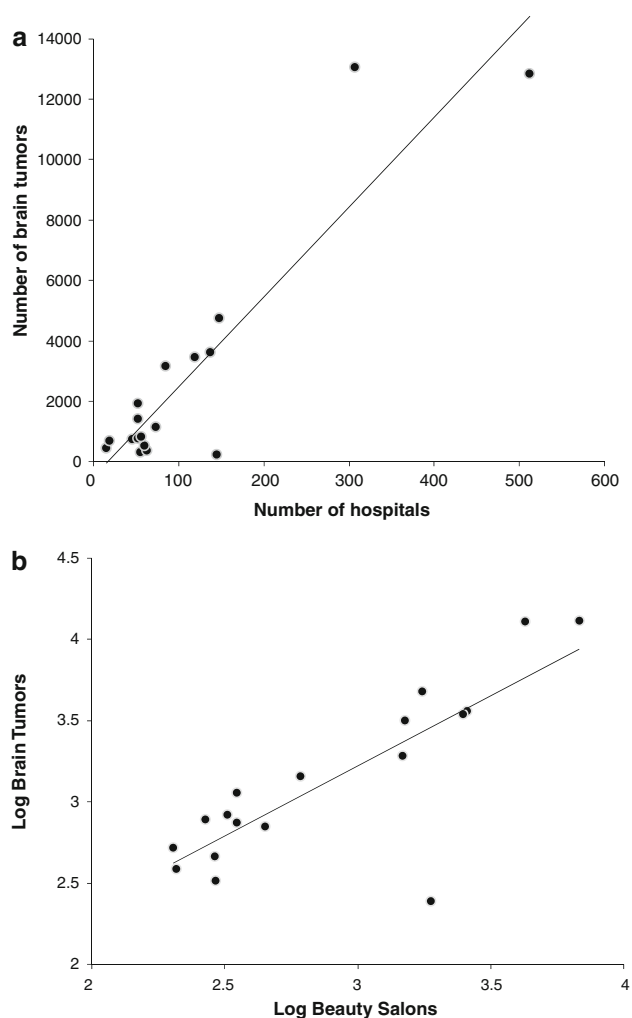 a
14000
12000
10000
8000
6000
4000
2000
0
Number of brain tumors
0 100 200 300 400 500 600
Number of hospitals
b
4.5
4
3.5
3
2.5
2
Log Brain Tumors
2 2.5 3 3.5 4
Log Beauty Salons